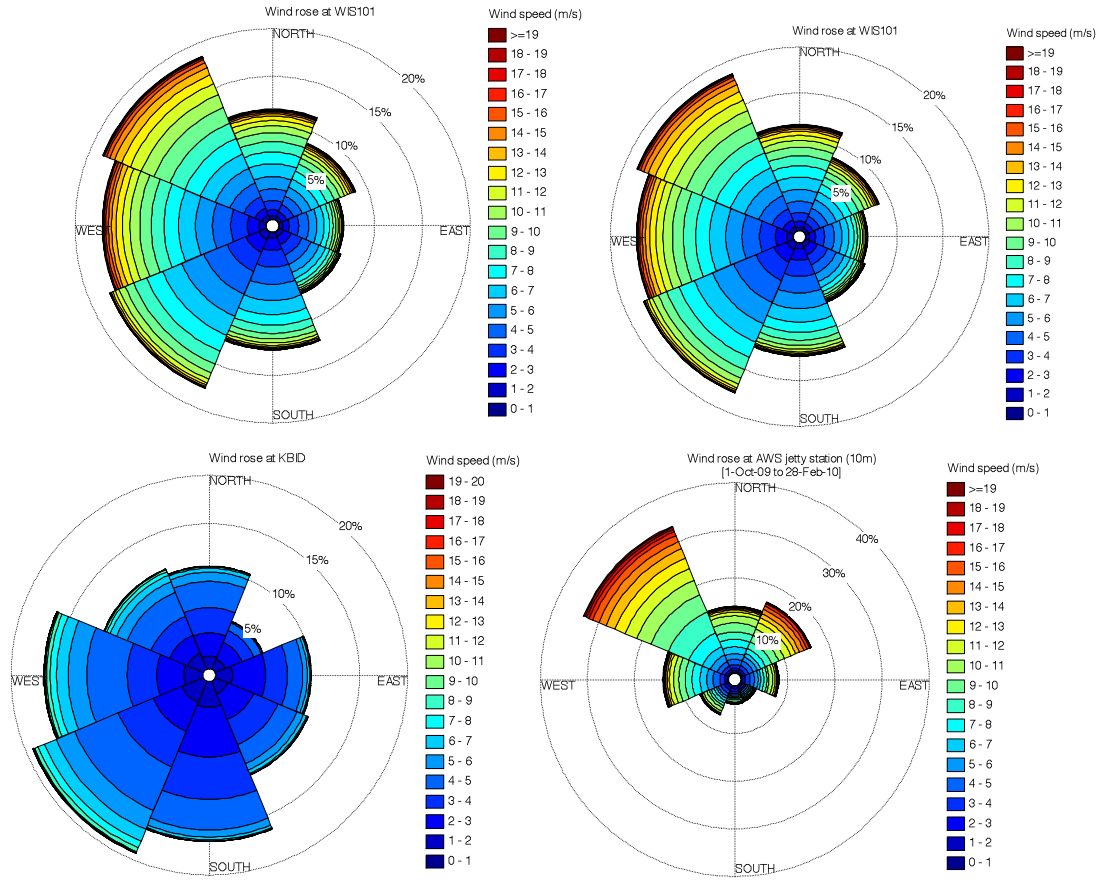 Wind rose at WIS101
NORTH
20%
15%
10%
5%
WEST
EAST
SOUTH
Wind speed (m/s)
>=19
18 - 19
17 - 18
16 - 17
15 - 16
14 - 15
13 - 14
12 - 13
11 - 12
10 - 11
9 - 10
8 - 9
7 - 8
6 - 7
5 - 6
4 - 5
3 - 4
2 - 3
1 - 2
0 - 1
Wind rose at WIS101
NORTH
20%
15%
10%
5%
WEST
EAST
SOUTH
Wind speed (m/s)
>=19
18 - 19
17 - 18
16 - 17
15 - 16
14 - 15
13 - 14
12 - 13
11 - 12
10 - 11
9 - 10
8 - 9
7 - 8
6 - 7
5 - 6
4 - 5
3 - 4
2 - 3
1 - 2
0 - 1
Wind rose at KBID
NORTH
20%
15%
10%
5%
WEST
EAST
SOUTH
Wind speed (m/s)
19 - 20
18 - 19
17 - 18
16 - 17
15 - 16
14 - 15
13 - 14
12 - 13
11 - 12
10 - 11
9 - 10
8 - 9
7 - 8
6 - 7
5 - 6
4 - 5
3 - 4
2 - 3
1 - 2
0 - 1
Wind rose at AWS jetty station (10m)
[1-Oct-09 to 28-Feb-10]
NORTH
40%
30%
20%
10%
WEST
EAST
SOUTH
Wind speed (m/s)
>=19
18 - 19
17 - 18
16 - 17
15 - 16
14 - 15
13 - 14
12 - 13
11 - 12
10 - 11
9 - 10
8 - 9
7 - 8
6 - 7
5 - 6
4 - 5
3 - 4
2 - 3
1 - 2
0 - 1